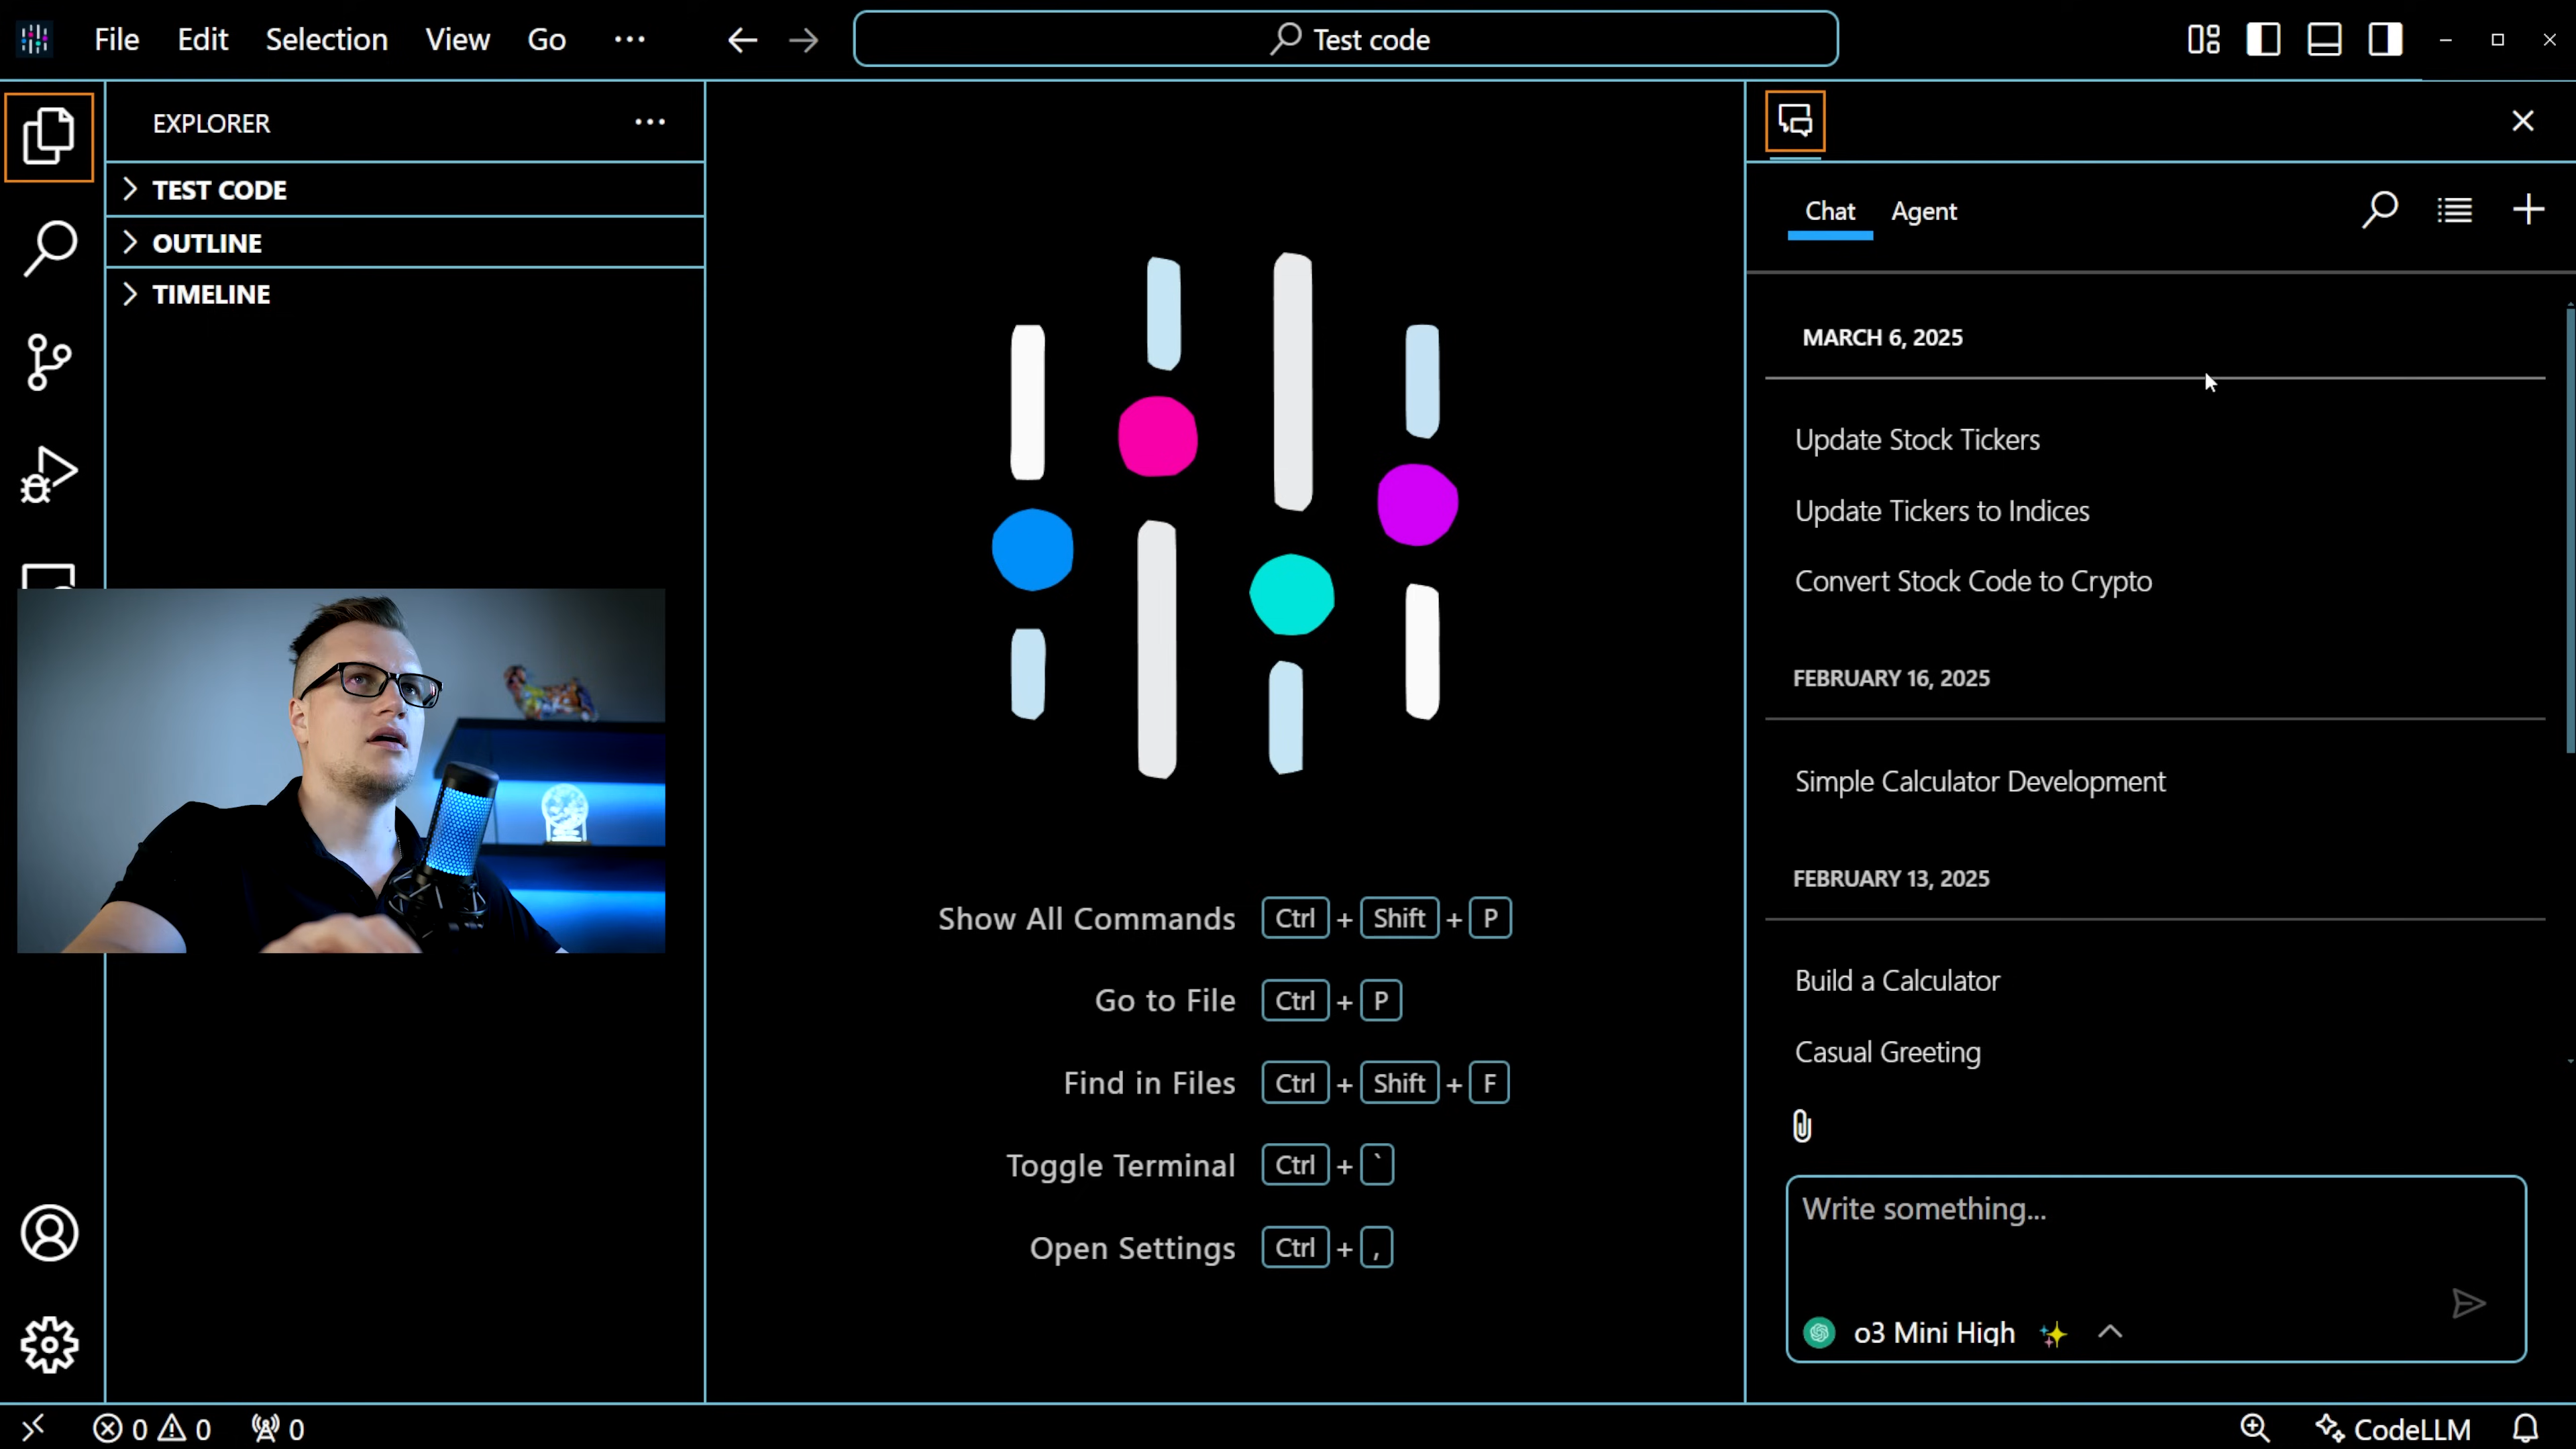 File Edit Selection View Go ...
Test code
EXPLORER
TEST CODE
OUTLINE
TIMELINE
Show All Commands Ctrl + Shift + P
Go to File Ctrl + P
Find in Files Ctrl + Shift + F
Toggle Terminal Ctrl + `
Open Settings Ctrl + ,
Chat Agent
MARCH 6, 2025
Update Stock Tickers
Update Tickers to Indices
Convert Stock Code to Crypto
FEBRUARY 16, 2025
Simple Calculator Development
FEBRUARY 13, 2025
Build a Calculator
Casual Greeting
Write something...
o3 Mini High
0 0 0
CodeLLM